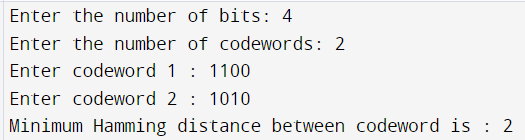 Enter the number of bits: 4
Enter the number of codewords: 2
Enter codeword 1 : 1100
Enter codeword 2 : 1010
Minimum Hamming distance between codeword is : 2